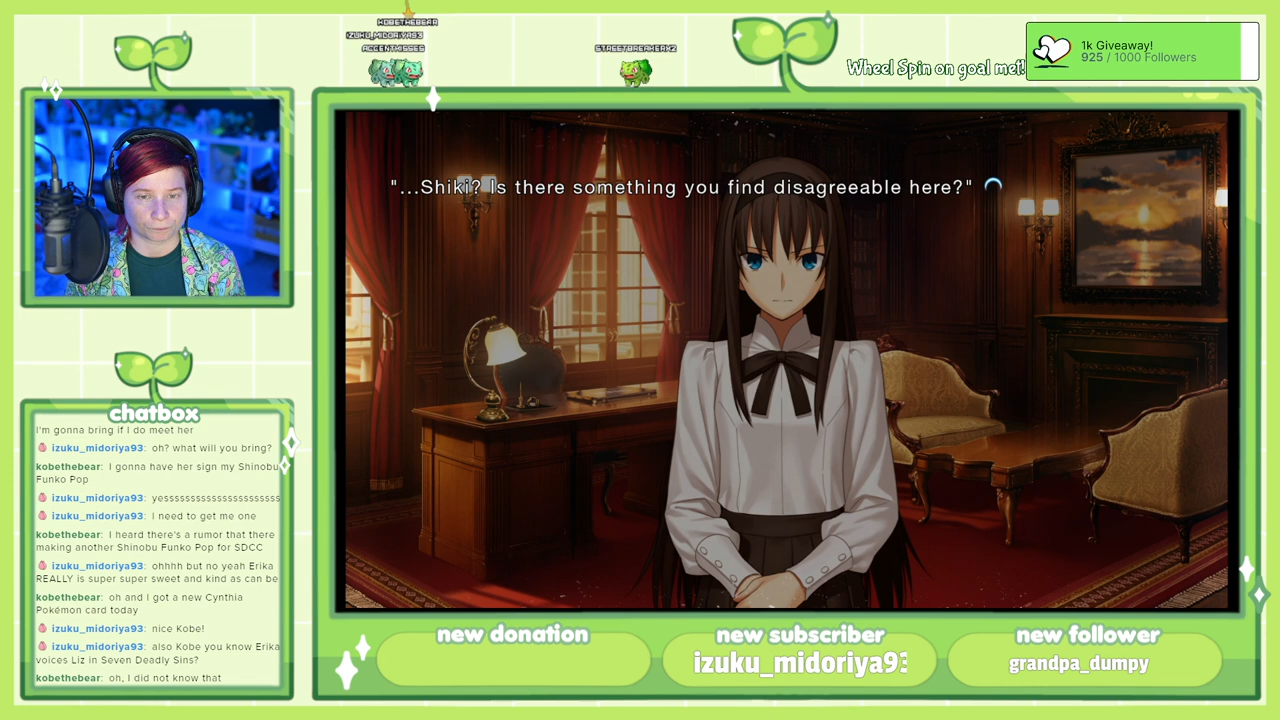 KOBETHEBEAR
IZUKU_MIDORIYA93
ACCENTKISSES
STREETBREAKERX2
Wheel Spin on goal met!
1k Giveaway!
925 / 1000 Followers
"...Shiki? Is there something you find disagreeable here?"
chatbox
I'm gonna bring if I do meet her
izuku_midoriya93: oh? what will you bring?
kobethebear: I gonna have her sign my Shinobu
Funko Pop
izuku_midoriya93: yesssssssssssssssssssssss
izuku_midoriya93: I need to get me one
kobethebear: I heard there's a rumor that there
making another Shinobu Funko Pop for SDCC
izuku_midoriya93: ohhhh but no yeah Erika
REALLY is super super sweet and kind as can be
kobethebear: oh and I got a new Cynthia
Pokémon card today
izuku_midoriya93: nice Kobe!
izuku_midoriya93: also Kobe you know Erika
voices Liz in Seven Deadly Sins?
kobethebear: oh, I did not know that
new donation
new subscriber
izuku_midoriya93
new follower
grandpa_dumpy